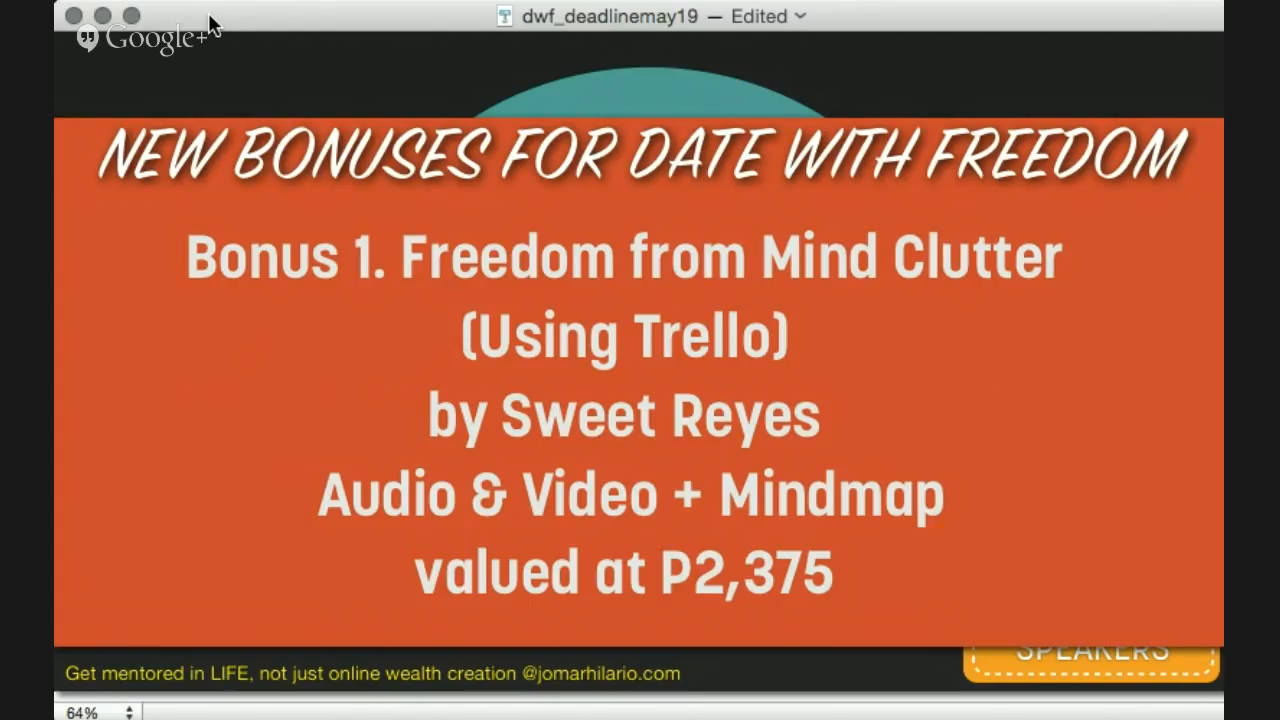 dwf_deadlinemay19 — Edited
Google+
NEW BONUSES FOR DATE WITH FREEDOM
Bonus 1. Freedom from Mind Clutter
(Using Trello)
by Sweet Reyes
Audio & Video + Mindmap
valued at P2,375
SPEAKERS
Get mentored in LIFE, not just online wealth creation @jomarhilario.com
64%